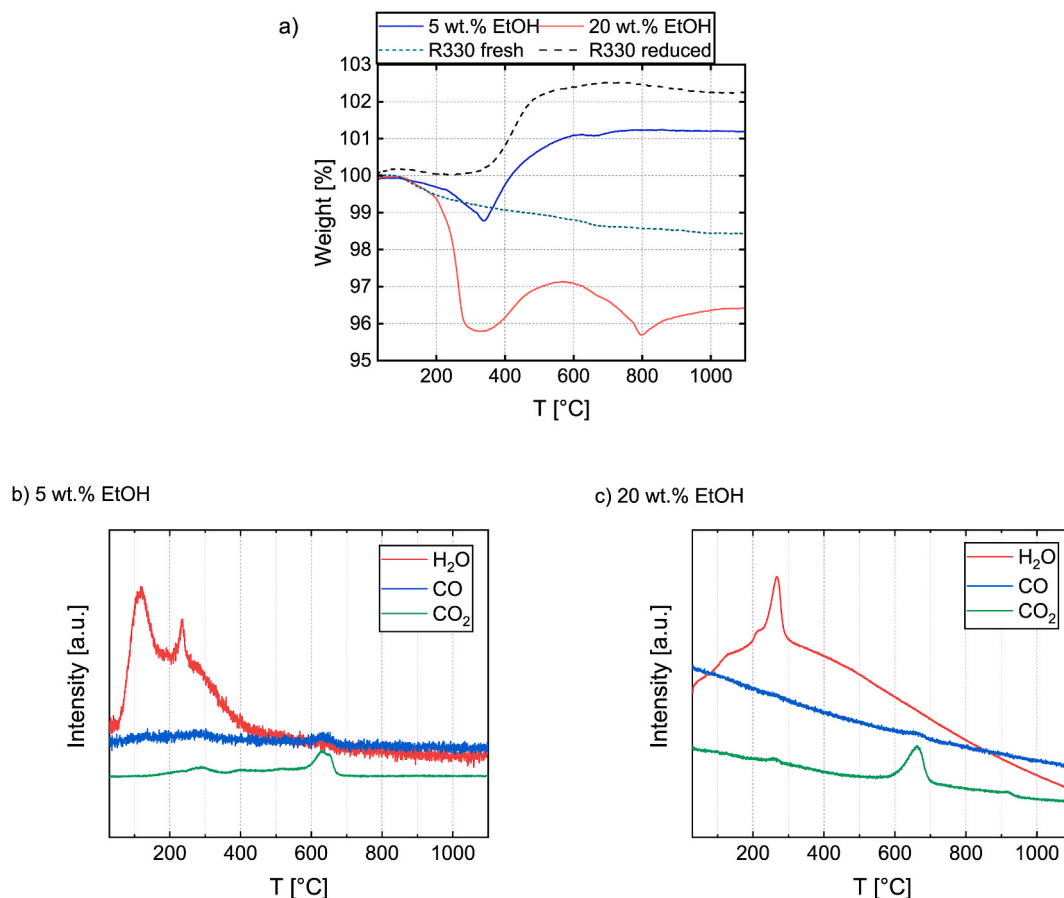 a)
5 wt.% EtOH 20 wt.% EtOH
R330 fresh R330 reduced
103
102
101
100
99
98
97
96
95
Weight [%]
200 400 600 800 1000
T [°C]
b) 5 wt.% EtOH
H₂O
CO
CO₂
Intensity [a.u.]
200 400 600 800 1000
T [°C]
c) 20 wt.% EtOH
H₂O
CO
CO₂
Intensity [a.u.]
200 400 600 800 1000
T [°C]